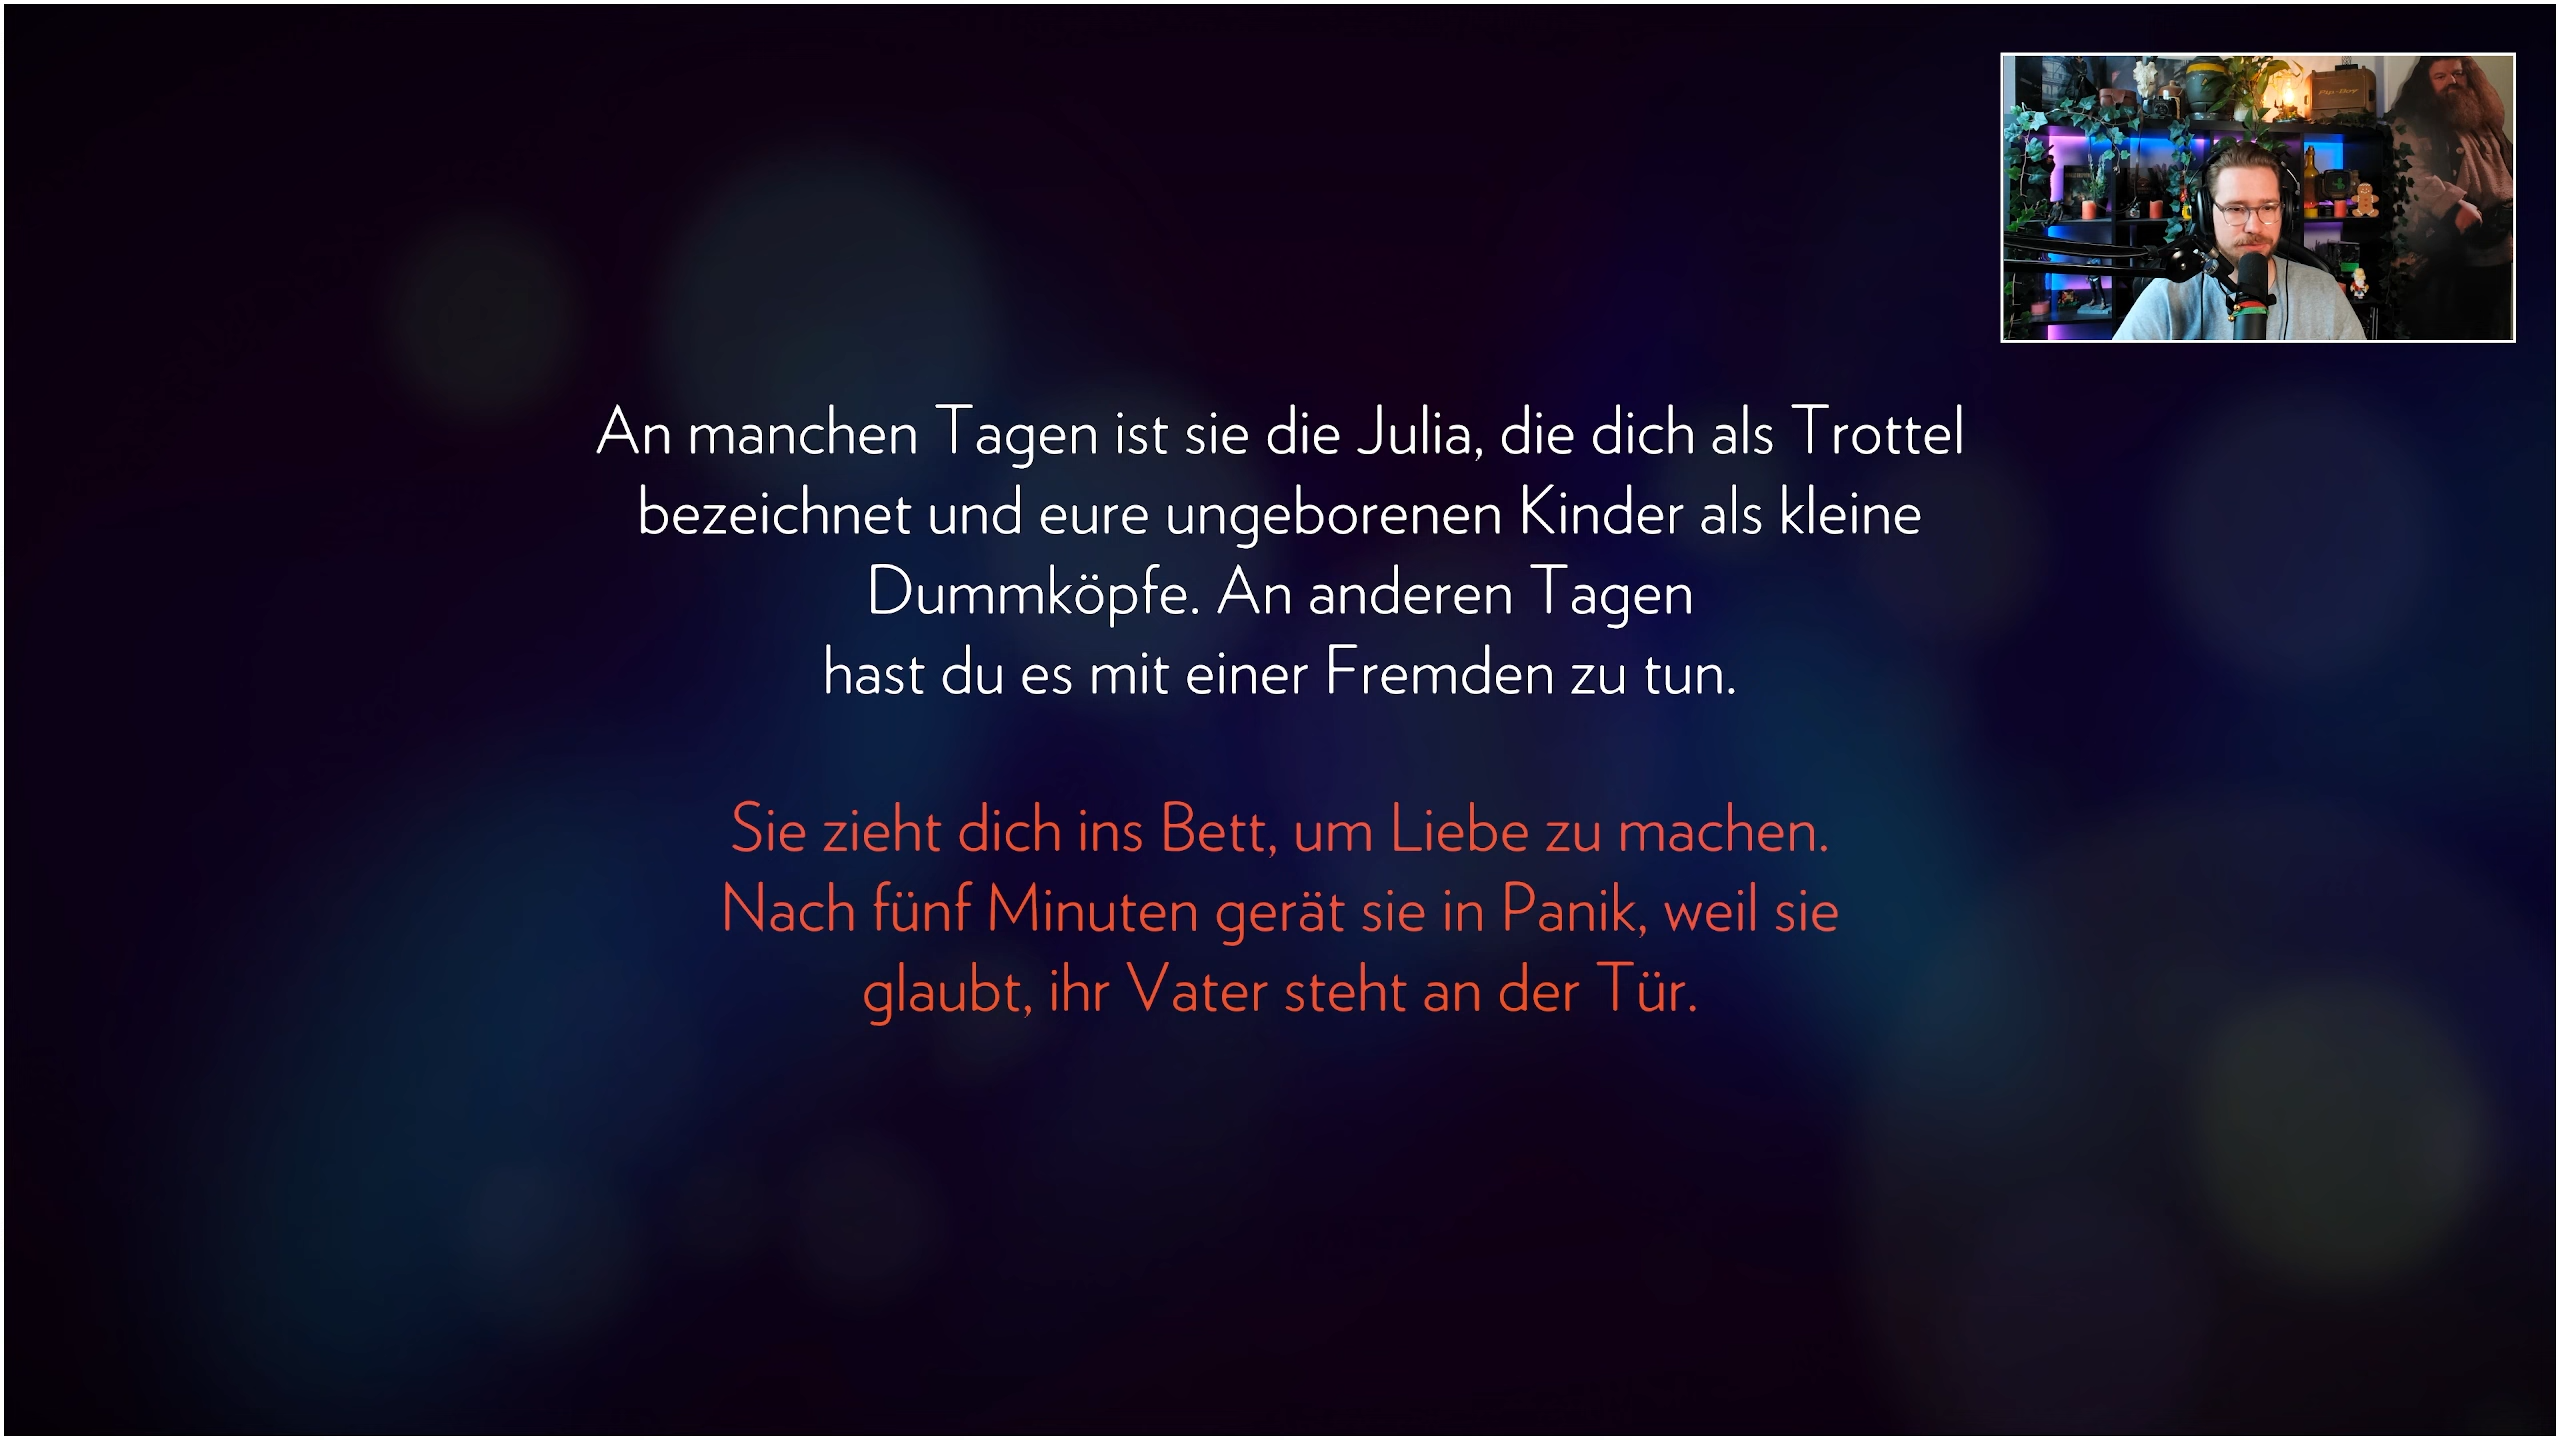 Pip-Boy
An manchen Tagen ist sie die Julia, die dich als Trottel
bezeichnet und eure ungeborenen Kinder als kleine
Dummköpfe. An anderen Tagen
hast du es mit einer Fremden zu tun.
Sie zieht dich ins Bett, um Liebe zu machen.
Nach fünf Minuten gerät sie in Panik, weil sie
glaubt, ihr Vater steht an der Tür.